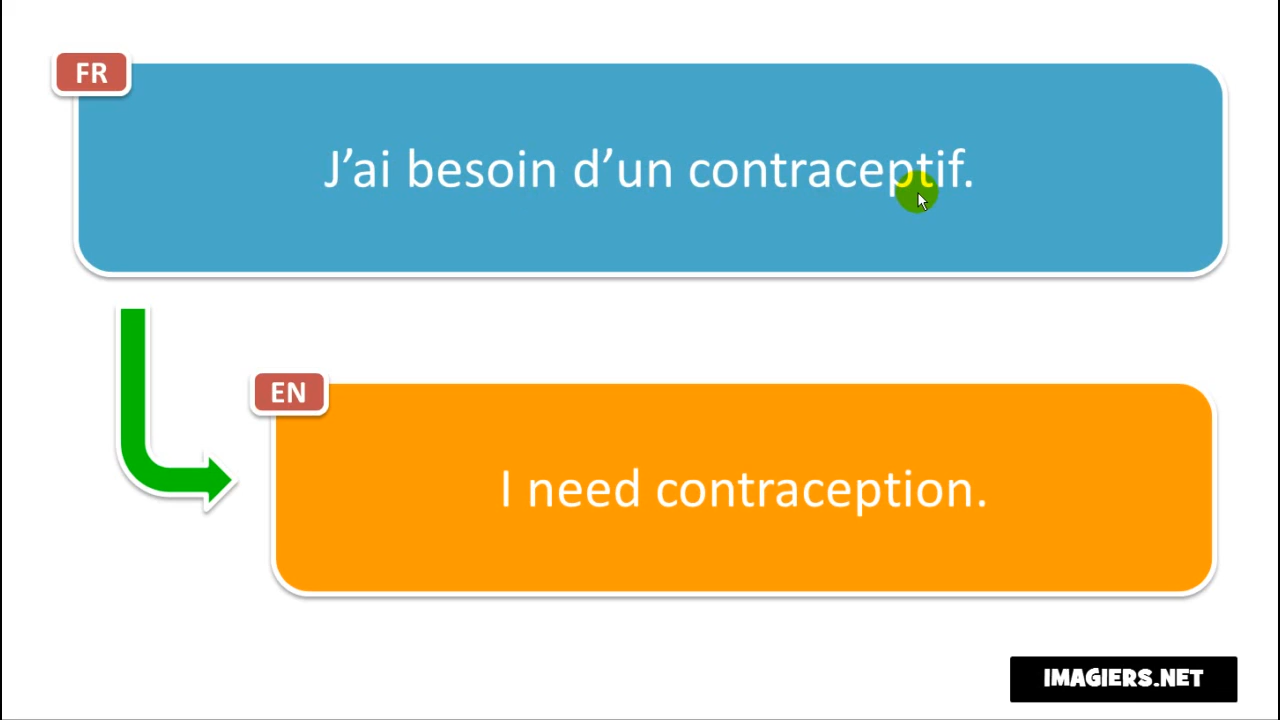 FR
J’ai besoin d’un contraceptif.
EN
I need contraception.
IMAGIERS.NET